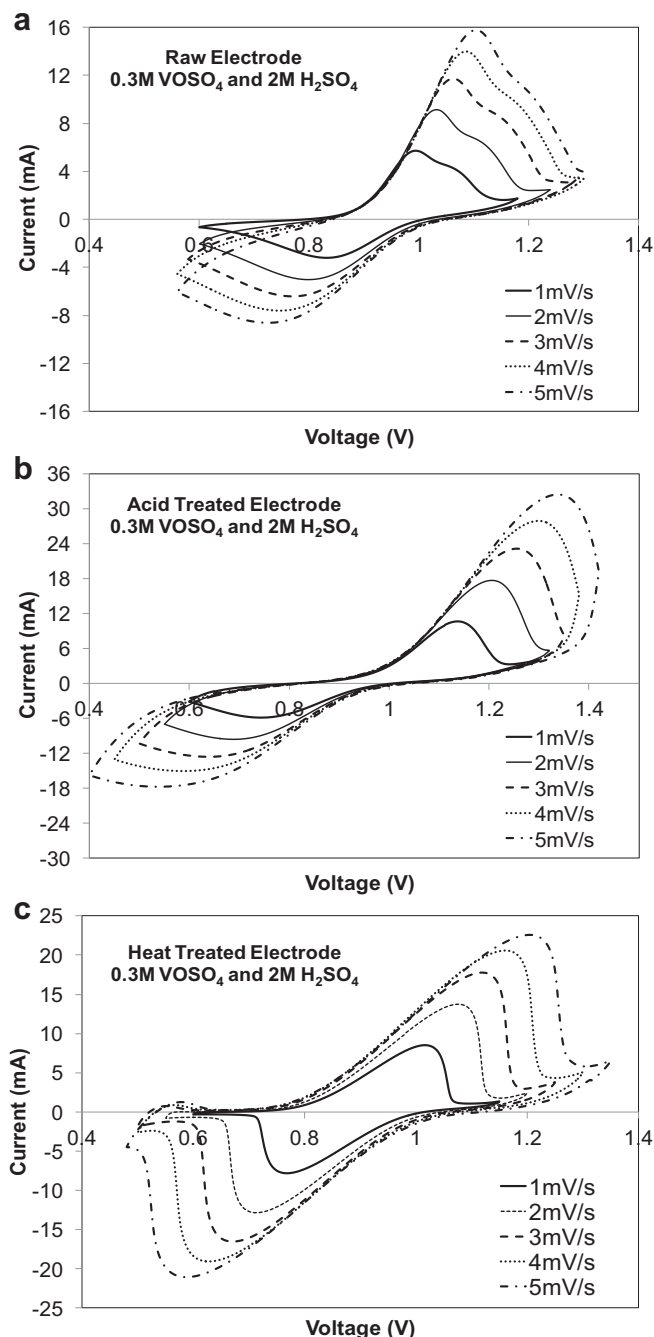 a
Raw Electrode
0.3M VOSO₄ and 2M H₂SO₄
16
12
8
4
0
-4
-8
-12
-16
0.4 0.6 0.8 1 1.2 1.4
Current (mA)
Voltage (V)
1mV/s
2mV/s
3mV/s
4mV/s
5mV/s
b
Acid Treated Electrode
0.3M VOSO₄ and 2M H₂SO₄
36
30
24
18
12
6
0
-6
-12
-18
-24
-30
0.4 0.6 0.8 1 1.2 1.4
Current (mA)
Voltage (V)
1mV/s
2mV/s
3mV/s
4mV/s
5mV/s
c
Heat Treated Electrode
0.3M VOSO₄ and 2M H₂SO₄
25
20
15
10
5
0
-5
-10
-15
-20
-25
0.4 0.6 0.8 1 1.2 1.4
Current (mA)
Voltage (V)
1mV/s
2mV/s
3mV/s
4mV/s
5mV/s